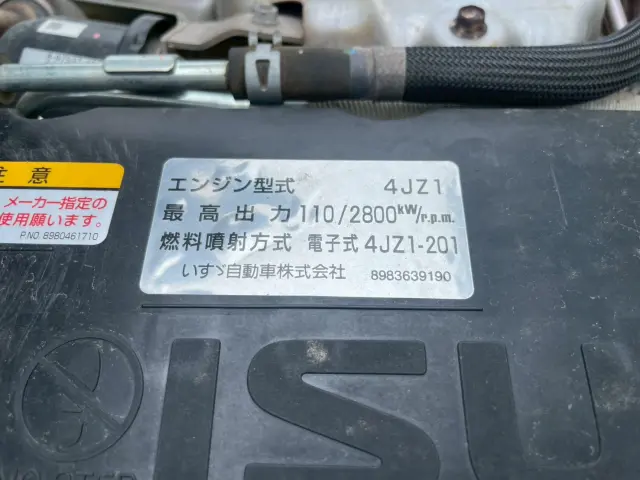 注意
メーカー指定の
使用願います。
P.NO. 8980461710
エンジン型式 4JZ1
最高出力 110/2800kW/r.p.m.
燃料噴射方式 電子式 4JZ1-201
いすゞ自動車株式会社 8983639190
ISU
NO STEP